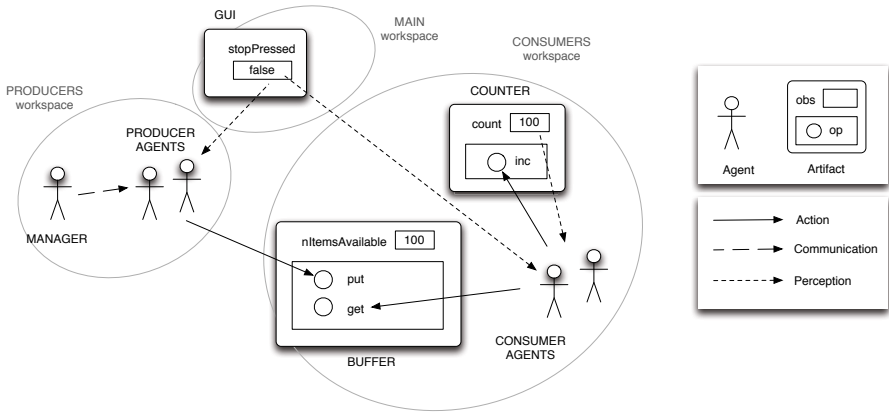 GUI
stopPressed
false
MAIN
workspace
CONSUMERS
workspace
PRODUCERS
workspace
PRODUCER
AGENTS
MANAGER
COUNTER
count
100
inc
nItemsAvailable
100
put
get
BUFFER
CONSUMER
AGENTS
obs
op
Agent
Artifact
Action
Communication
Perception